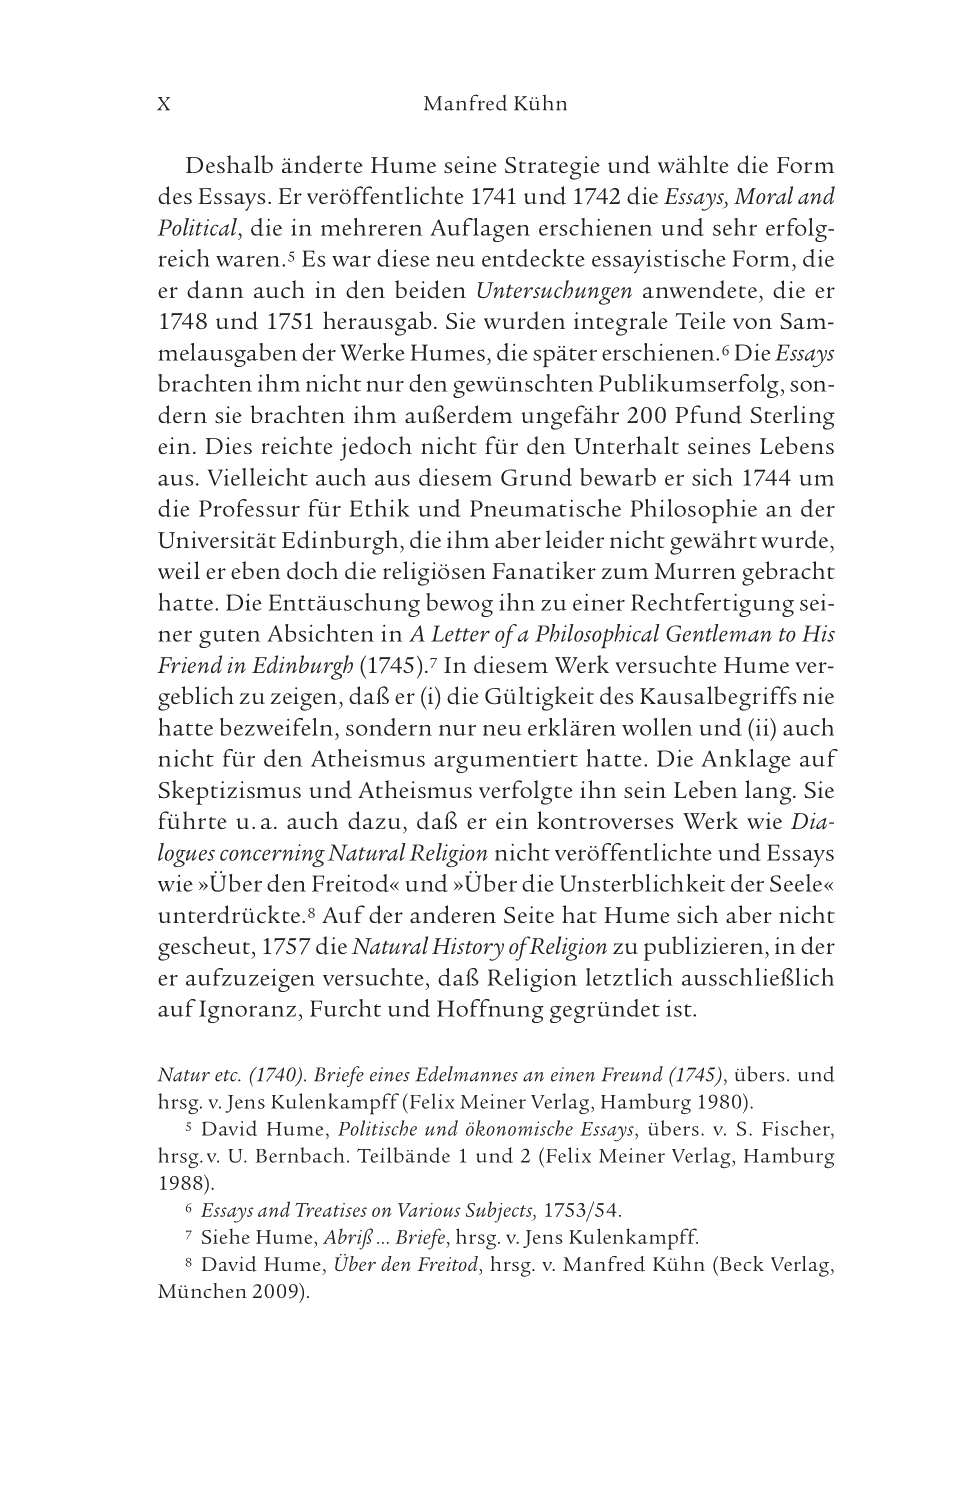 X
Manfred Kühn
Deshalb änderte Hume seine Strategie und wählte die Form
des Essays. Er veröffentlichte 1741 und 1742 die Essays, Moral and
Political, die in mehreren Auflagen erschienen und sehr erfolg-
reich waren.⁵ Es war diese neu entdeckte essayistische Form, die
er dann auch in den beiden Untersuchungen anwendete, die er
1748 und 1751 herausgab. Sie wurden integrale Teile von Sam-
melausgaben der Werke Humes, die später erschienen.⁶ Die Essays
brachten ihm nicht nur den gewünschten Publikumserfolg, son-
dern sie brachten ihm außerdem ungefähr 200 Pfund Sterling
ein. Dies reichte jedoch nicht für den Unterhalt seines Lebens
aus. Vielleicht auch aus diesem Grund bewarb er sich 1744 um
die Professur für Ethik und Pneumatische Philosophie an der
Universität Edinburgh, die ihm aber leider nicht gewährt wurde,
weil er eben doch die religiösen Fanatiker zum Murren gebracht
hatte. Die Enttäuschung bewog ihn zu einer Rechtfertigung sei-
ner guten Absichten in A Letter of a Philosophical Gentleman to His
Friend in Edinburgh (1745).⁷ In diesem Werk versuchte Hume ver-
geblich zu zeigen, daß er (i) die Gültigkeit des Kausalbegriffs nie
hatte bezweifeln, sondern nur neu erklären wollen und (ii) auch
nicht für den Atheismus argumentiert hatte. Die Anklage auf
Skeptizismus und Atheismus verfolgte ihn sein Leben lang. Sie
führte u. a. auch dazu, daß er ein kontroverses Werk wie Dia-
logues concerning Natural Religion nicht veröffentlichte und Essays
wie »Über den Freitod« und »Über die Unsterblichkeit der Seele«
unterdrückte.⁸ Auf der anderen Seite hat Hume sich aber nicht
gescheut, 1757 die Natural History of Religion zu publizieren, in der
er aufzuzeigen versuchte, daß Religion letztlich ausschließlich
auf Ignoranz, Furcht und Hoffnung gegründet ist.
Natur etc. (1740). Briefe eines Edelmannes an einen Freund (1745), übers. und
hrsg. v. Jens Kulenkampff (Felix Meiner Verlag, Hamburg 1980).
⁵ David Hume, Politische und ökonomische Essays, übers. v. S. Fischer,
hrsg. v. U. Bernbach. Teilbände 1 und 2 (Felix Meiner Verlag, Hamburg
1988).
⁶ Essays and Treatises on Various Subjects, 1753/54.
⁷ Siehe Hume, Abriß ... Briefe, hrsg. v. Jens Kulenkampff.
⁸ David Hume, Über den Freitod, hrsg. v. Manfred Kühn (Beck Verlag,
München 2009).